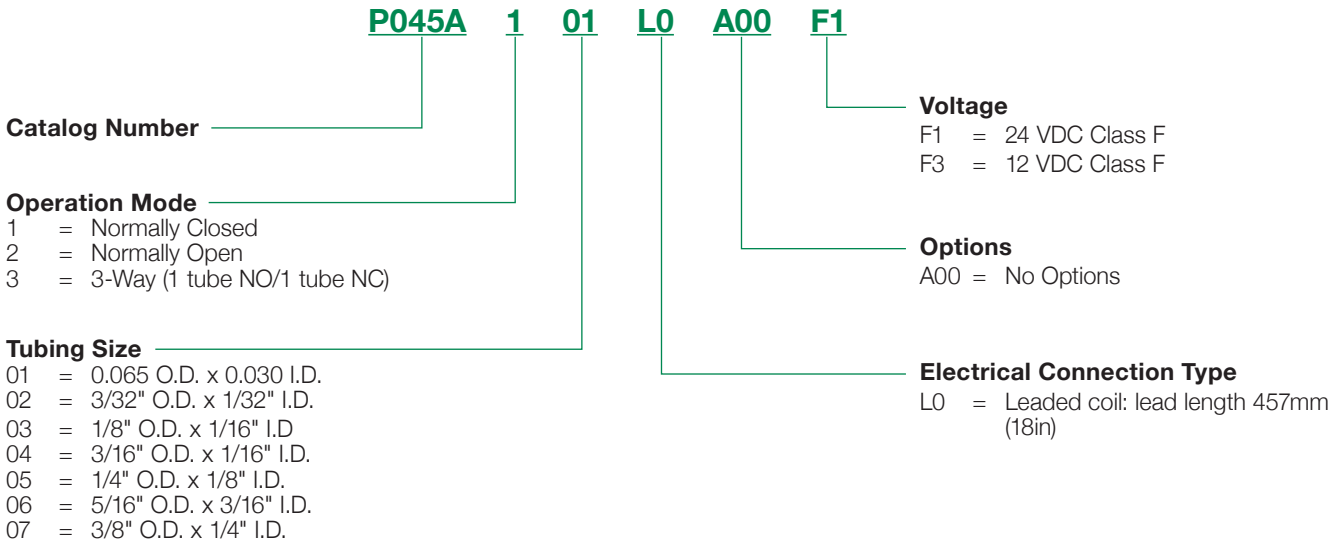 P045A 1 01 L0 A00 F1
Catalog Number
Operation Mode
1 = Normally Closed
2 = Normally Open
3 = 3-Way (1 tube NO/1 tube NC)
Tubing Size
01 = 0.065 O.D. x 0.030 I.D.
02 = 3/32" O.D. x 1/32" I.D.
03 = 1/8" O.D. x 1/16" I.D
04 = 3/16" O.D. x 1/16" I.D.
05 = 1/4" O.D. x 1/8" I.D.
06 = 5/16" O.D. x 3/16" I.D.
07 = 3/8" O.D. x 1/4" I.D.
Voltage
F1 = 24 VDC Class F
F3 = 12 VDC Class F
Options
A00 = No Options
Electrical Connection Type
L0 = Leaded coil: lead length 457mm
(18in)